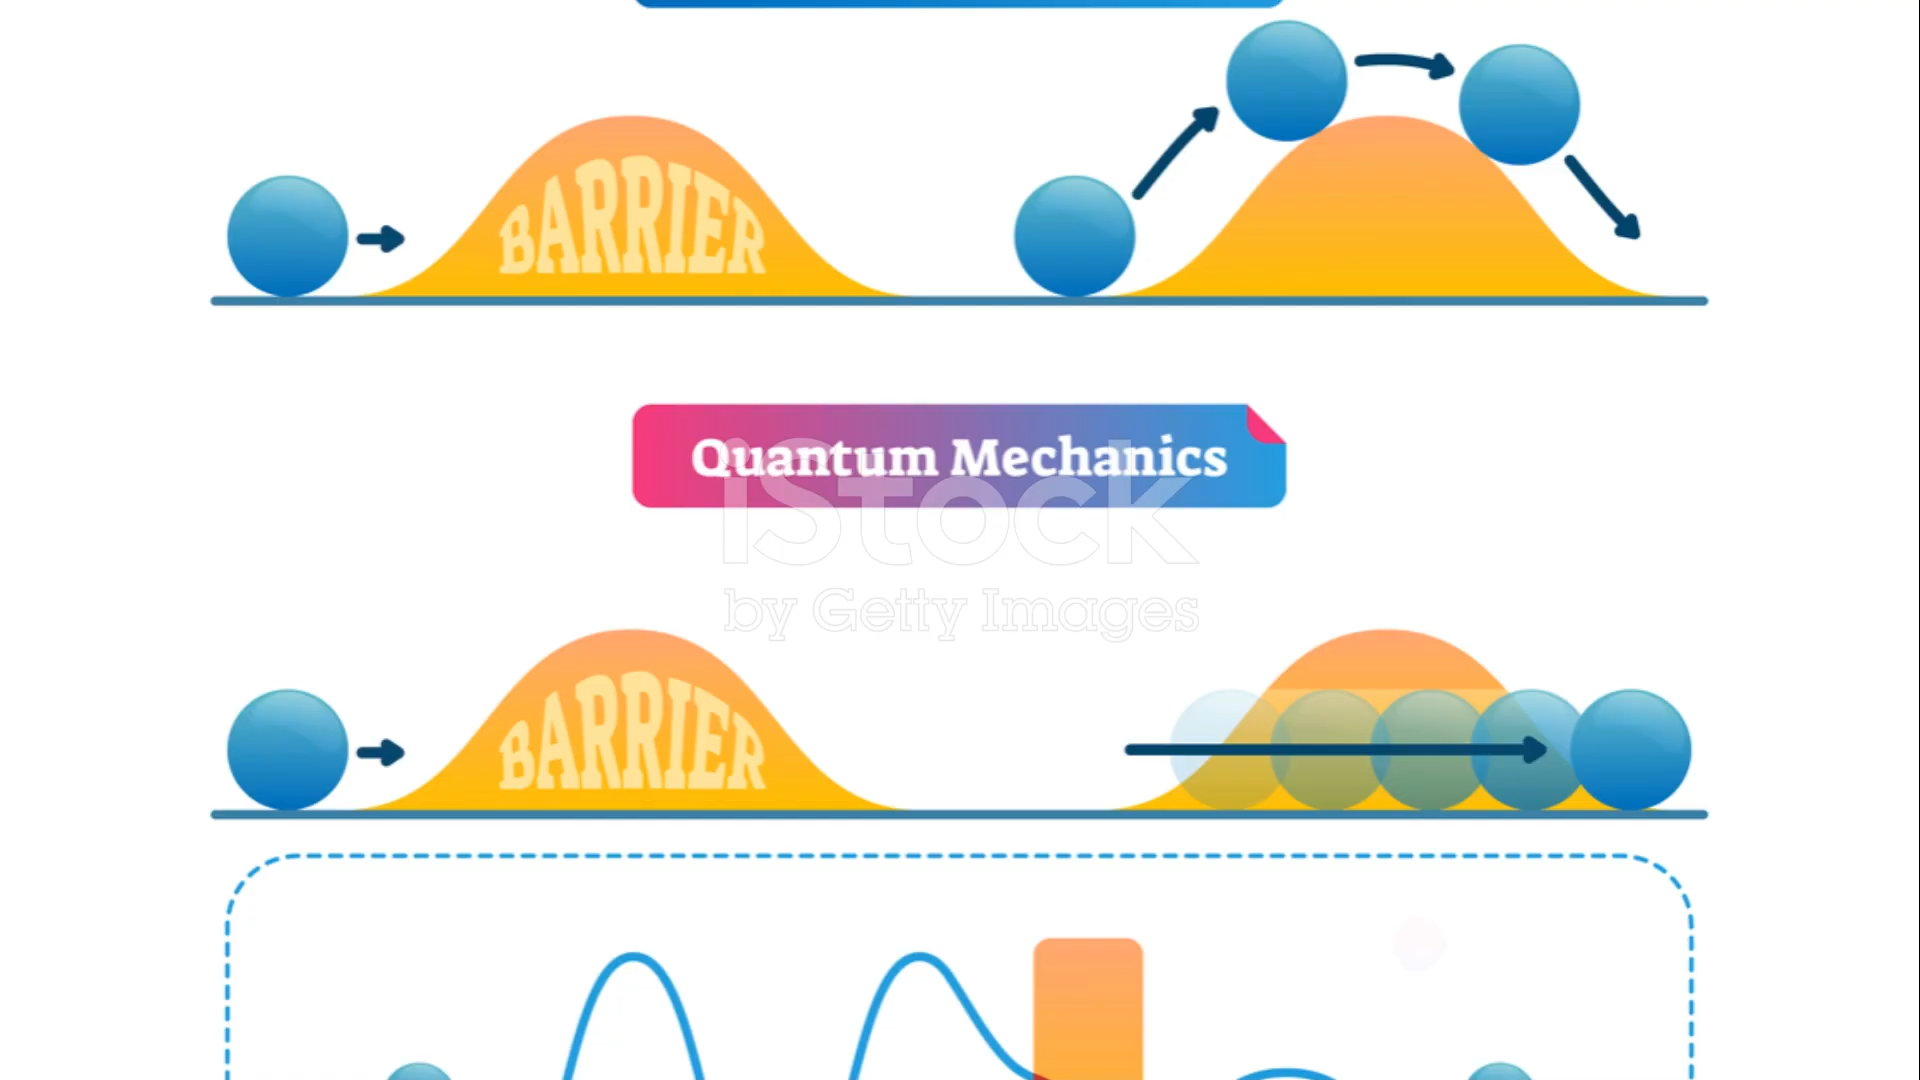 BARRIER
Quantum Mechanics
iStock
by Getty Images
BARRIER